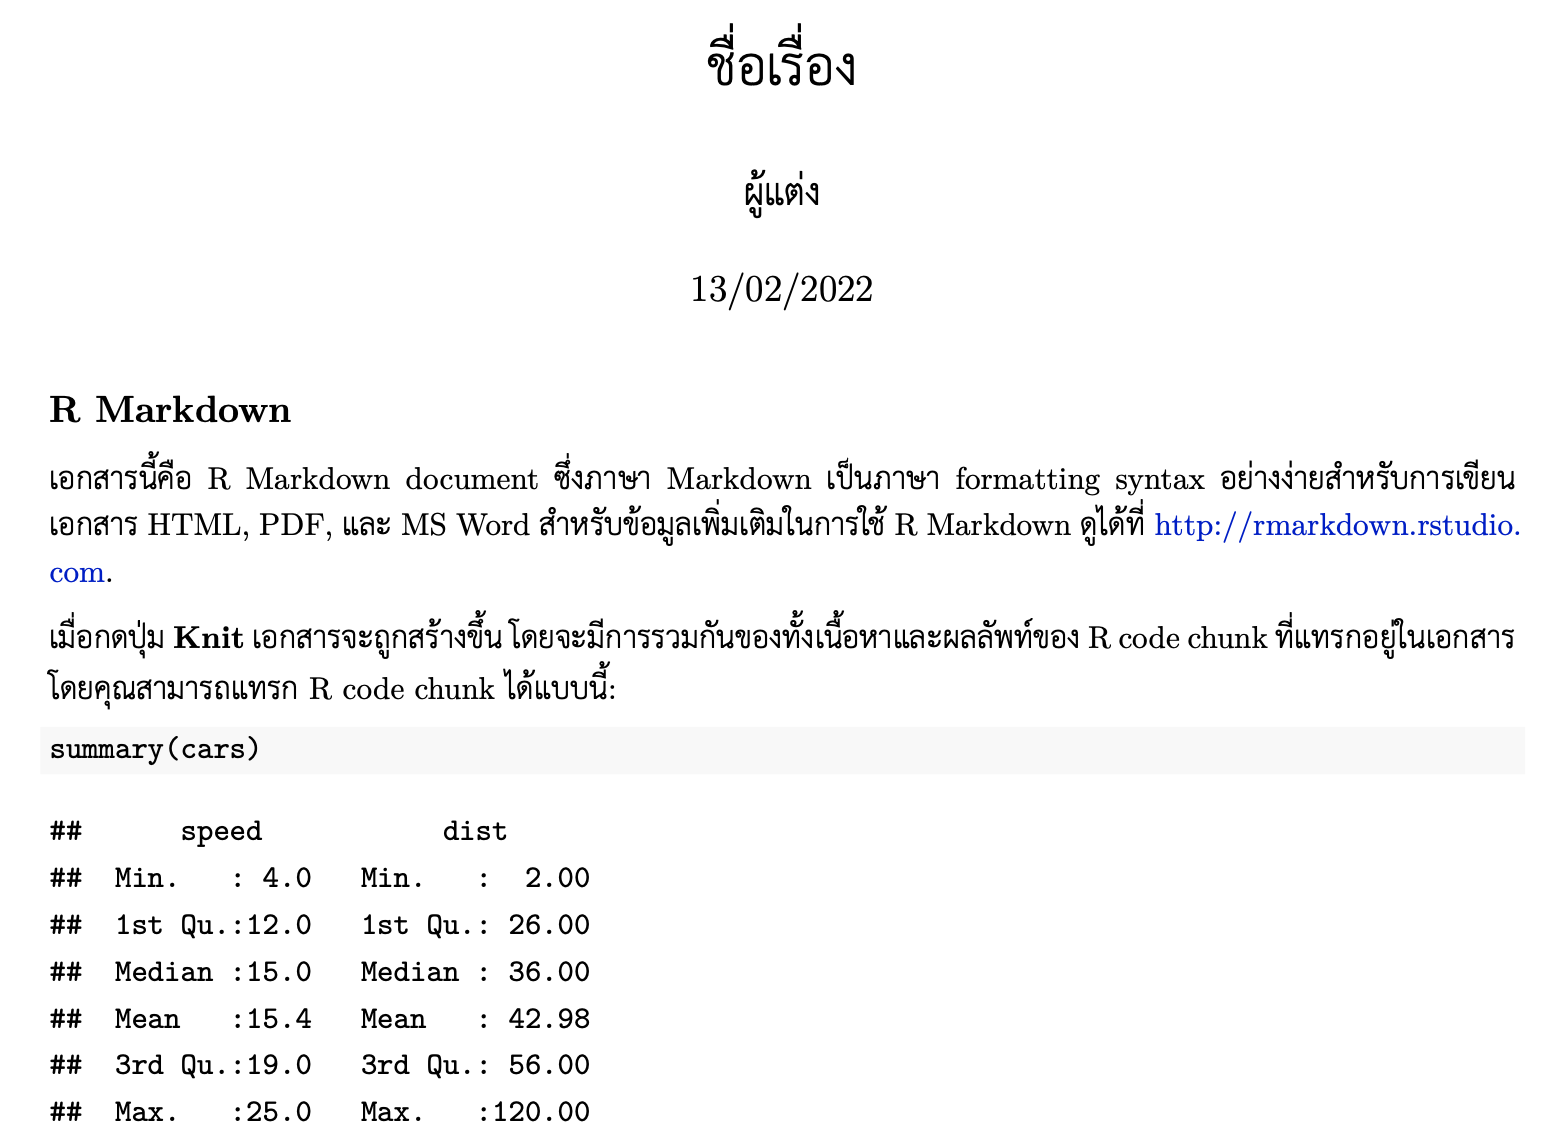 ชื่อเรื่อง
ผู้แต่ง
13/02/2022
R Markdown
เอกสารนี้คือ R Markdown document ซึ่งภาษา Markdown เป็นภาษา formatting syntax อย่างง่ายสำหรับการเขียน
เอกสาร HTML, PDF, และ MS Word สำหรับข้อมูลเพิ่มเติมในการใช้ R Markdown ดูได้ที่ http://rmarkdown.rstudio.
com.
เมื่อกดปุ่ม Knit เอกสารจะถูกสร้างขึ้น โดยจะมีการรวมกันของทั้งเนื้อหาและผลลัพท์ของ R code chunk ที่แทรกอยู่ในเอกสาร
โดยคุณสามารถแทรก R code chunk ได้แบบนี้:
summary(cars)
##      speed           dist
##  Min.   : 4.0   Min.   :  2.00
##  1st Qu.:12.0   1st Qu.: 26.00
##  Median :15.0   Median : 36.00
##  Mean   :15.4   Mean   : 42.98
##  3rd Qu.:19.0   3rd Qu.: 56.00
##  Max.   :25.0   Max.   :120.00